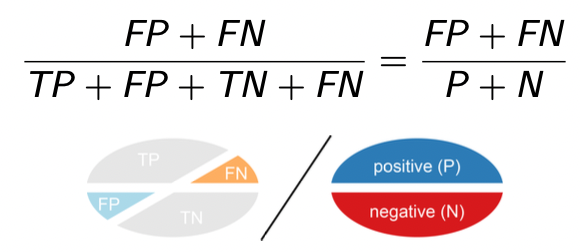 FP + FN FP + FN
=
TP + FP + TN + FN P + N
TP
FN
positive (P)
FP
TN
negative (N)